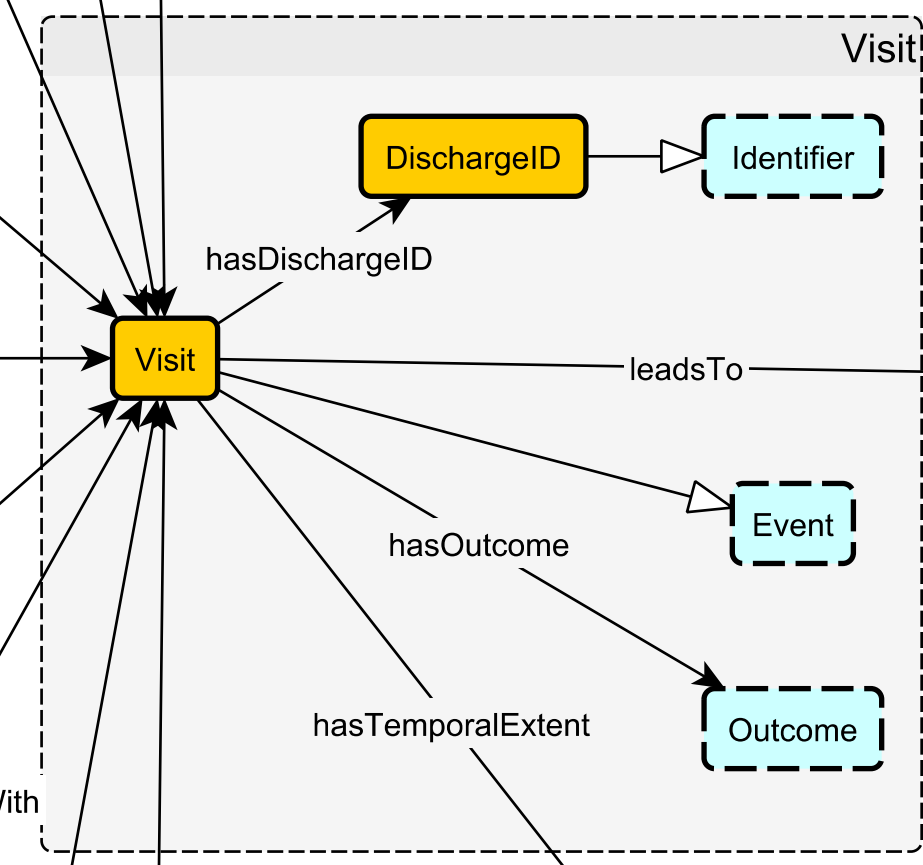 Visit
DischargeID
Identifier
hasDischargeID
Visit
leadsTo
Event
hasOutcome
hasTemporalExtent
Outcome